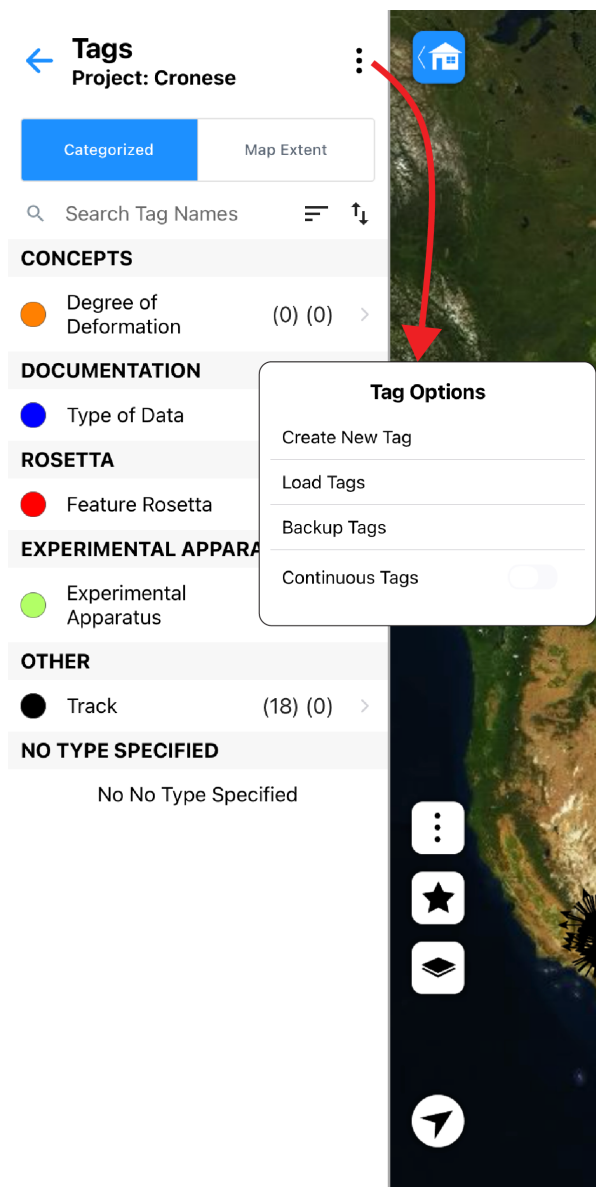 Tags
Project: Cronese
Categorized
Map Extent
Search Tag Names
CONCEPTS
Degree of
Deformation
(0) (0)
DOCUMENTATION
Type of Data
ROSETTA
Feature Rosetta
EXPERIMENTAL APPARA
Experimental
Apparatus
Tag Options
Create New Tag
Load Tags
Backup Tags
Continuous Tags
OTHER
Track
(18) (0)
NO TYPE SPECIFIED
No No Type Specified